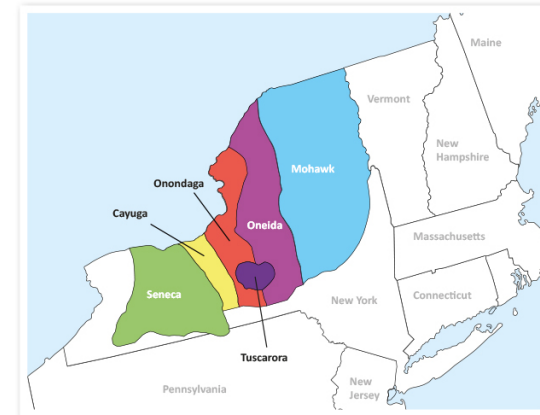 Maine
Vermont
New
Hampshire
Mohawk
Onondaga
Cayuga
Oneida
Massachusetts
Seneca
New York
Connecticut
Tuscarora
Pennsylvania
New
Jersey